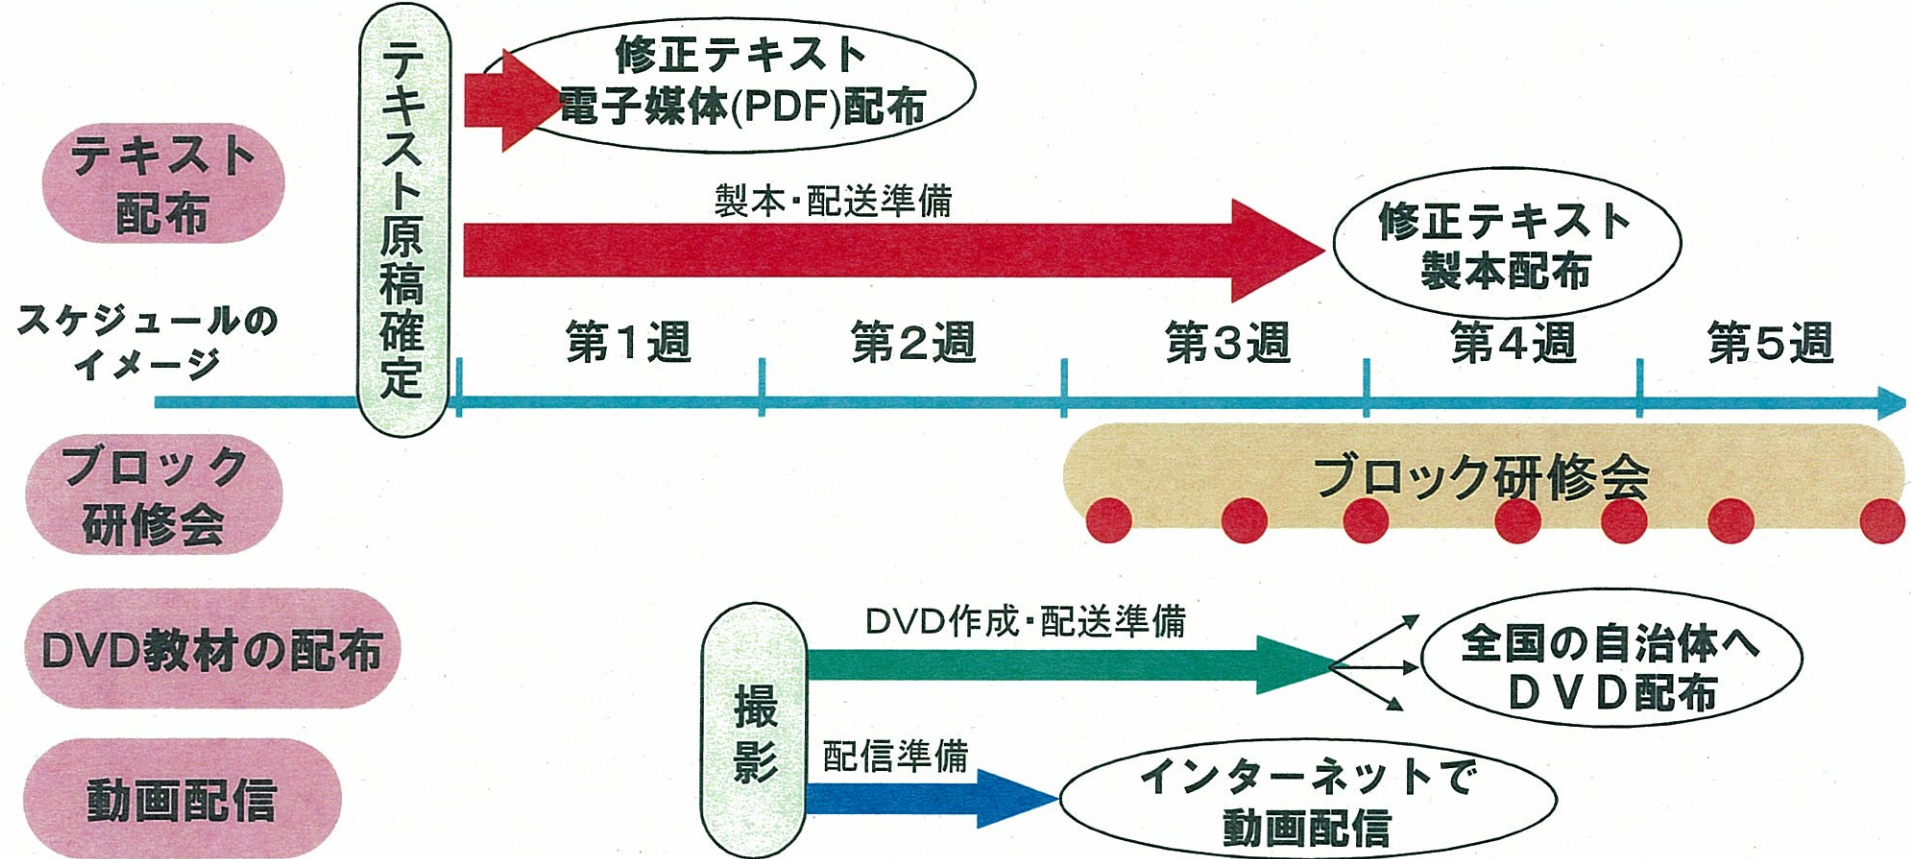 テキスト原稿確定
修正テキスト
電子媒体(PDF)配布
テキスト
配布
製本・配送準備
修正テキスト
製本配布
スケジュールの
イメージ
第1週
第2週
第3週
第4週
第5週
ブロック
研修会
ブロック研修会
DVD教材の配布
撮影
DVD作成・配送準備
全国の自治体へ
DVD配布
動画配信
配信準備
インターネットで
動画配信